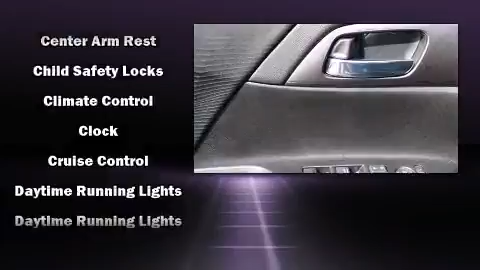 Center Arm Rest
Child Safety Locks
Climate Control
Clock
Cruise Control
Daytime Running Lights
Daytime Running Lights